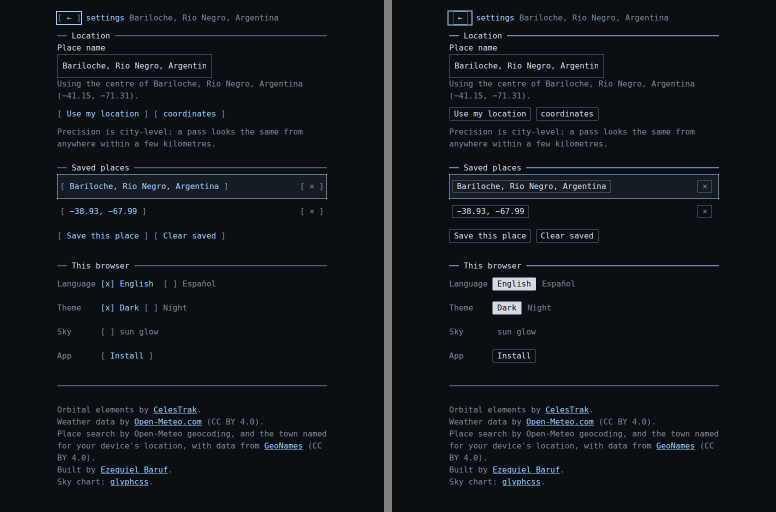 [ ← ] settings Bariloche, Rio Negro, Argentina
Location
Place name
Bariloche, Rio Negro, Argentin
Using the centre of Bariloche, Rio Negro, Argentina
(−41.15, −71.31).
[ Use my location ] [ coordinates ]
Precision is city-level: a pass looks the same from
anywhere within a few kilometres.
Saved places
[ Bariloche, Rio Negro, Argentina ] [ × ]
[ −38.93, −67.99 ] [ × ]
[ Save this place ] [ Clear saved ]
This browser
Language [x] English [ ] Español
Theme [x] Dark [ ] Night
Sky [ ] sun glow
App [ Install ]
Orbital elements by CelesTrak.
Weather data by Open-Meteo.com (CC BY 4.0).
Place search by Open-Meteo geocoding, and the town named
for your device's location, with data from GeoNames (CC
BY 4.0).
Built by Ezequiel Baruf.
Sky chart: glyphcss.
← settings Bariloche, Rio Negro, Argentina
Location
Place name
Bariloche, Rio Negro, Argentin
Using the centre of Bariloche, Rio Negro, Argentina
(−41.15, −71.31).
Use my location coordinates
Precision is city-level: a pass looks the same from
anywhere within a few kilometres.
Saved places
Bariloche, Rio Negro, Argentina ×
−38.93, −67.99 ×
Save this place Clear saved
This browser
Language English Español
Theme Dark Night
Sky sun glow
App Install
Orbital elements by CelesTrak.
Weather data by Open-Meteo.com (CC BY 4.0).
Place search by Open-Meteo geocoding, and the town named
for your device's location, with data from GeoNames (CC
BY 4.0).
Built by Ezequiel Baruf.
Sky chart: glyphcss.